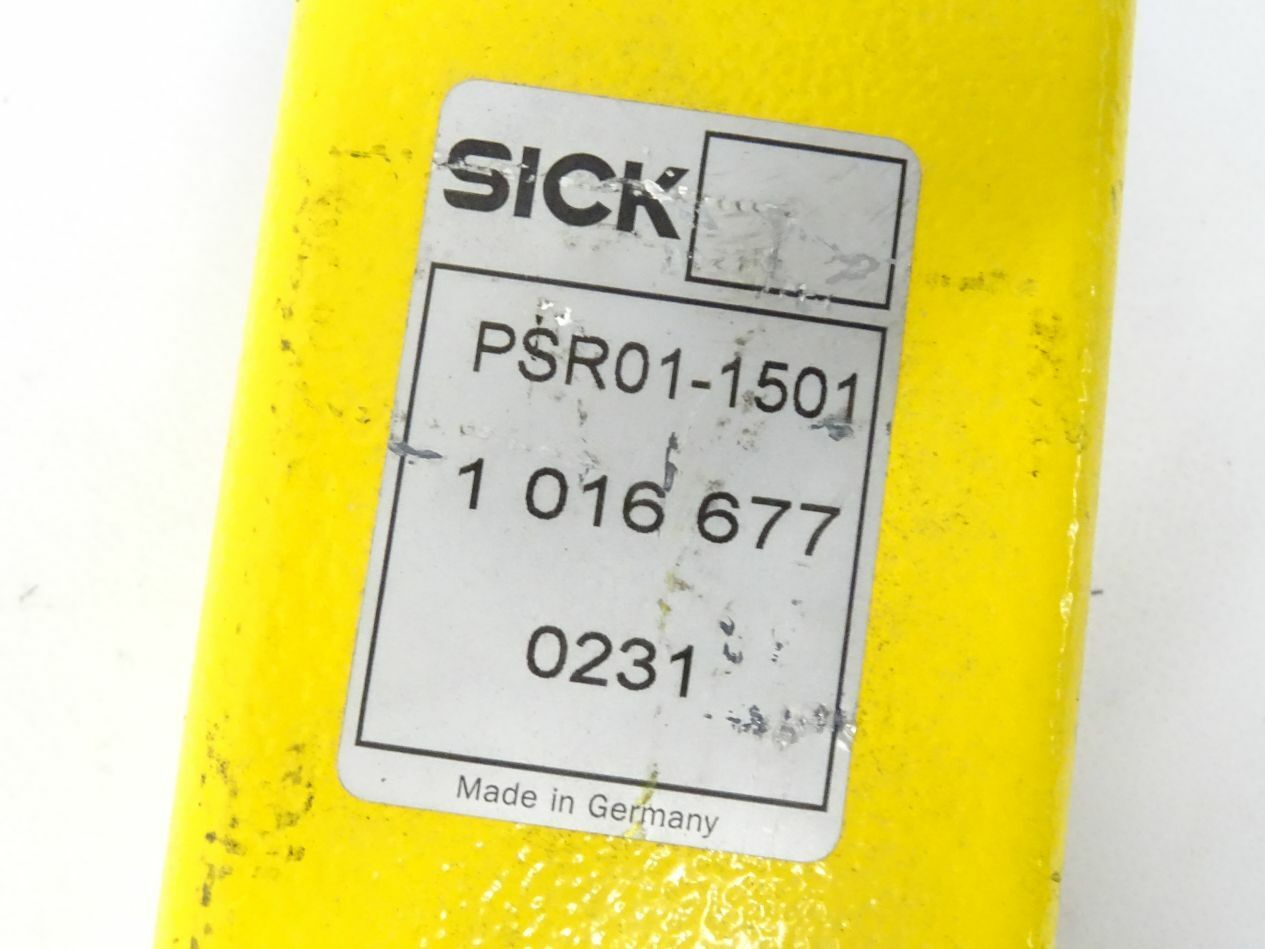 SICK
PSR01-1501
1 016 677
0231
Made in Germany